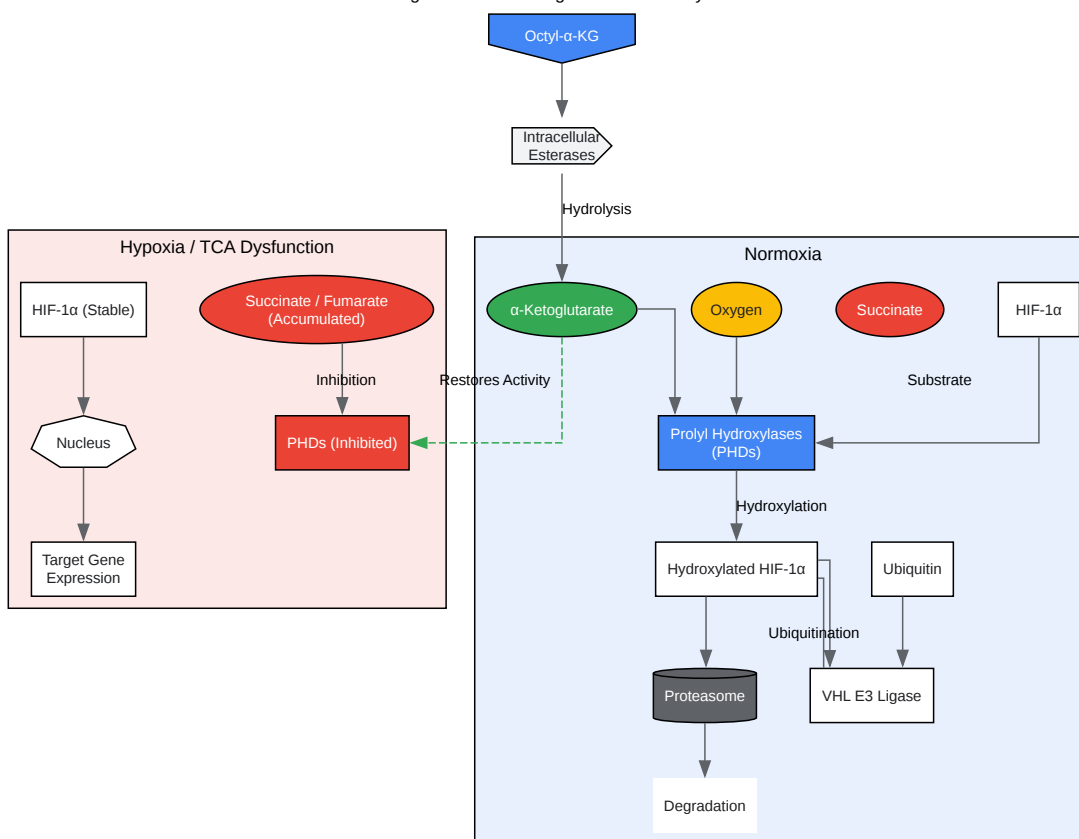 Octyl-α-KG
Intracellular
Esterases
Hydrolysis
Hypoxia / TCA Dysfunction
Normoxia
HIF-1α (Stable)
Succinate / Fumarate
(Accumulated)
α-Ketoglutarate
Oxygen
Succinate
HIF-1α
Inhibition
Restores Activity
Substrate
Nucleus
PHDs (Inhibited)
Prolyl Hydroxylases
(PHDs)
Hydroxylation
Target Gene
Expression
Hydroxylated HIF-1α
Ubiquitin
Ubiquitination
Proteasome
VHL E3 Ligase
Degradation